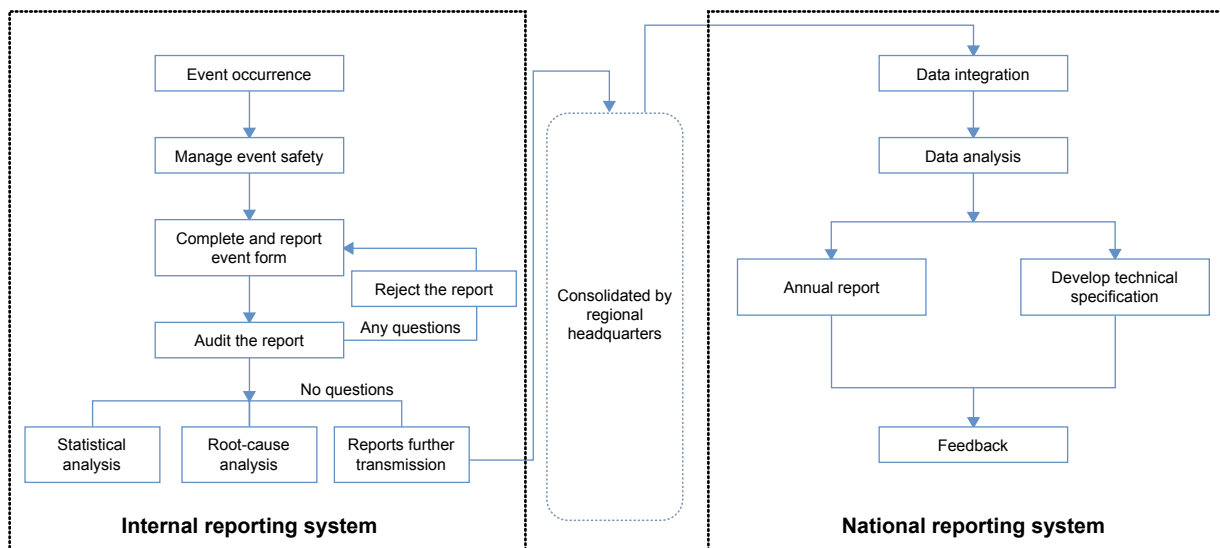 Event occurrence
Manage event safety
Complete and report
event form
Reject the report
Any questions
Audit the report
No questions
Statistical
analysis
Root-cause
analysis
Reports further
transmission
Internal reporting system
Consolidated by
regional
headquarters
Data integration
Data analysis
Annual report
Develop technical
specification
Feedback
National reporting system